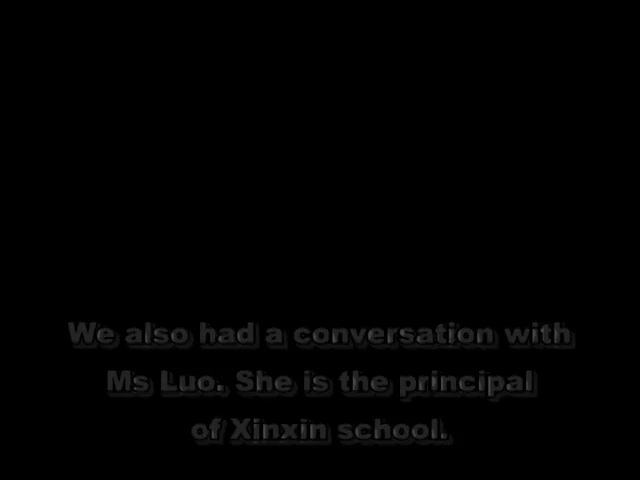 We also had a conversation with
Ms Luo. She is the principal
of Xinxin school.